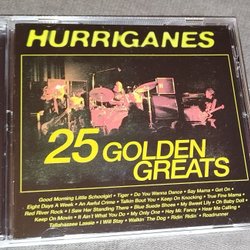 HURRIGANES
25 GOLDEN
GREATS
Good Morning Little Schoolgirl • Tiger • Do You Wanna Dance • Say Mama • Get On •
Eight Days A Week • An Awful Crime • Tallon Bout You • Keep On Knocking • True Fine Mama •
Red River Rock • I Saw Her Standing There • Blue Suede Shoes • My Sweet Lily • Oh Baby Doll •
Keep On Movin • It Ain't What You Do • My Only One • Hey Mr. Fancy • Hear Me Calling •
Tallahassee Lassie • I Will Stay • Walkin The Dog • Ridin' Ridin' • Roadrunner